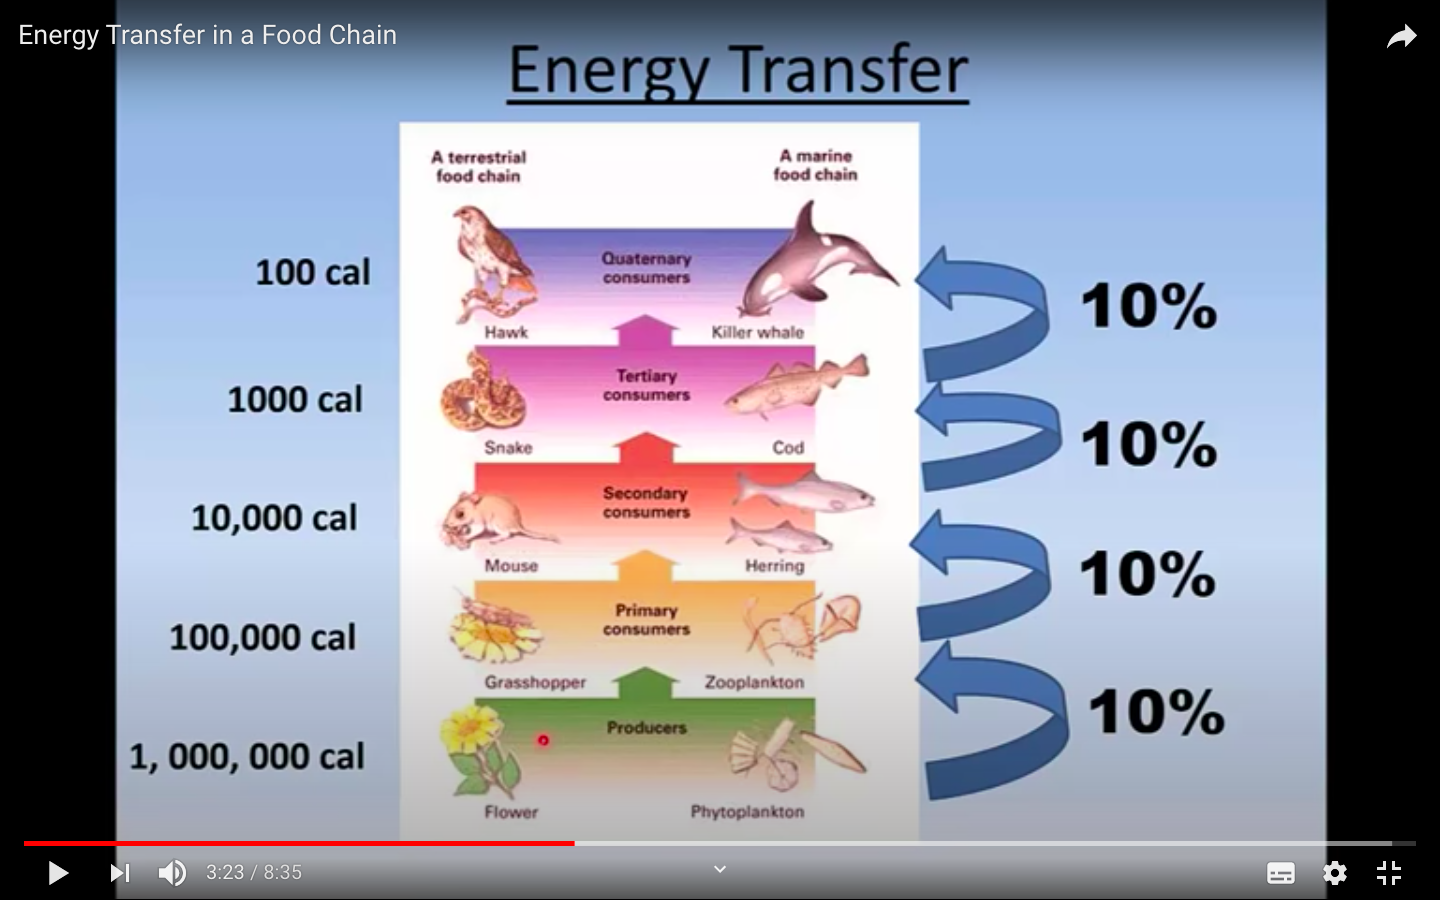 Energy Transfer in a Food Chain
Energy Transfer
A terrestrial
food chain
A marine
food chain
100 cal
Quaternary
consumers
Hawk
Killer whale
10%
1000 cal
Tertiary
consumers
Snake
Cod
10%
10,000 cal
Secondary
consumers
Mouse
Herring
10%
100,000 cal
Primary
consumers
Grasshopper
Zooplankton
10%
1, 000, 000 cal
Producers
Flower
Phytoplankton
3:23 / 8:35